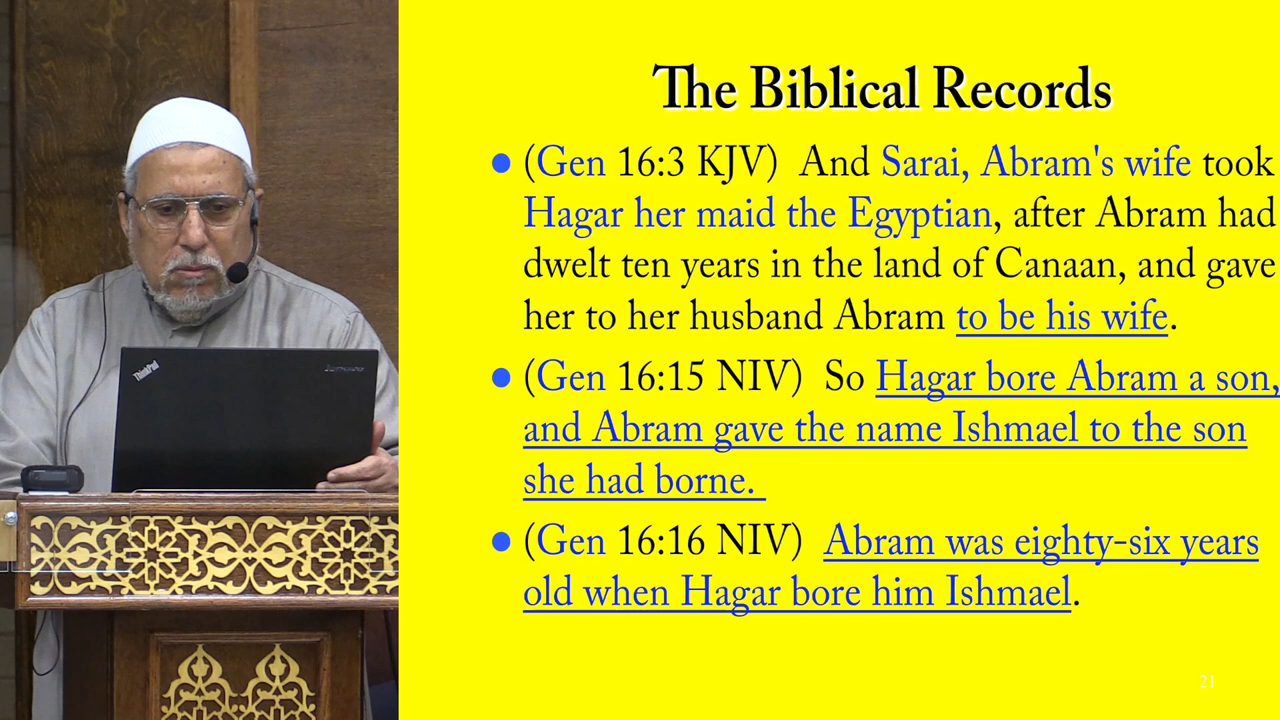 The Biblical Records
● (Gen 16:3 KJV) And Sarai, Abram's wife took
Hagar her maid the Egyptian, after Abram had
dwelt ten years in the land of Canaan, and gave
her to her husband Abram to be his wife.
● (Gen 16:15 NIV) So Hagar bore Abram a son,
and Abram gave the name Ishmael to the son
she had borne.
● (Gen 16:16 NIV) Abram was eighty-six years
old when Hagar bore him Ishmael.
21
ThinkPad
lenovo